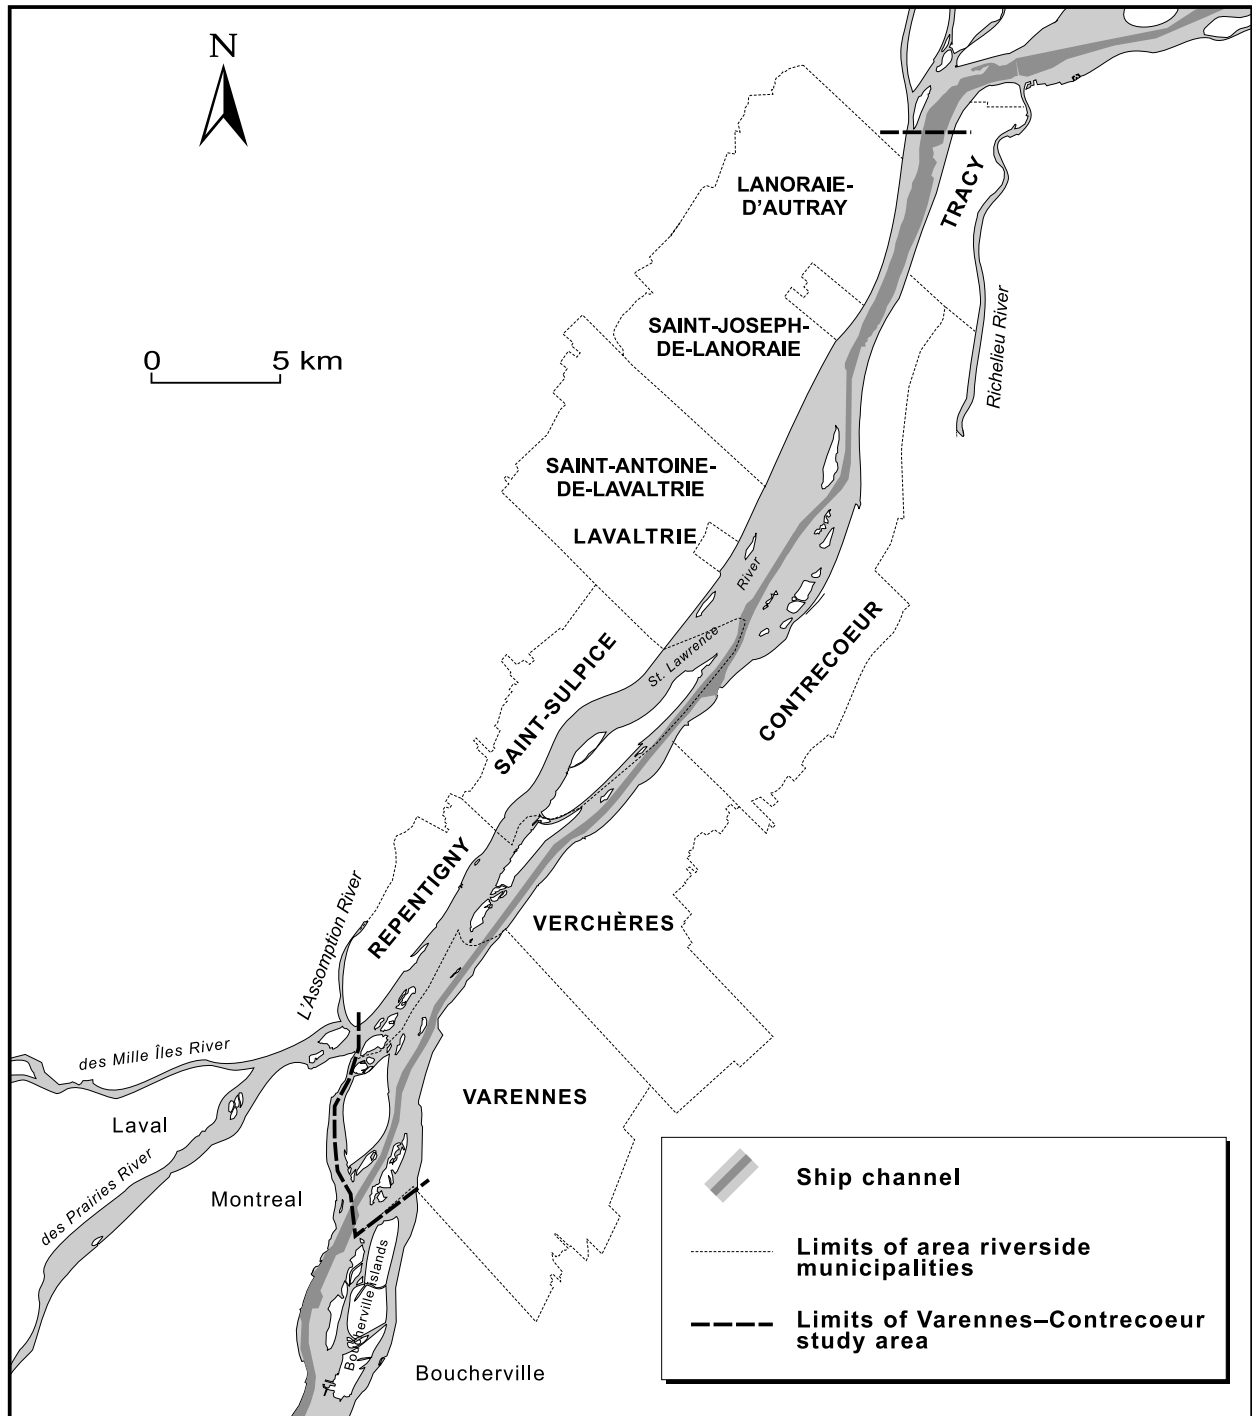 N
LANORAIE-
D'AUTRAY
TRACY
SAINT-JOSEPH-
DE-LANORAIE
Richelieu River
0 5 km
SAINT-ANTOINE-
DE-LAVALTRIE
LAVALTRIE
St. Lawrence River
SAINT-SULPICE
CONTRECOEUR
REPENTIGNY
VERCHÈRES
L'Assomption River
des Mille Îles River
VARENNES
Laval
des Prairies River
Montreal
Boucherville Islands
Boucherville
Ship channel
Limits of area riverside
municipalities
Limits of Varennes–Contrecoeur
study area